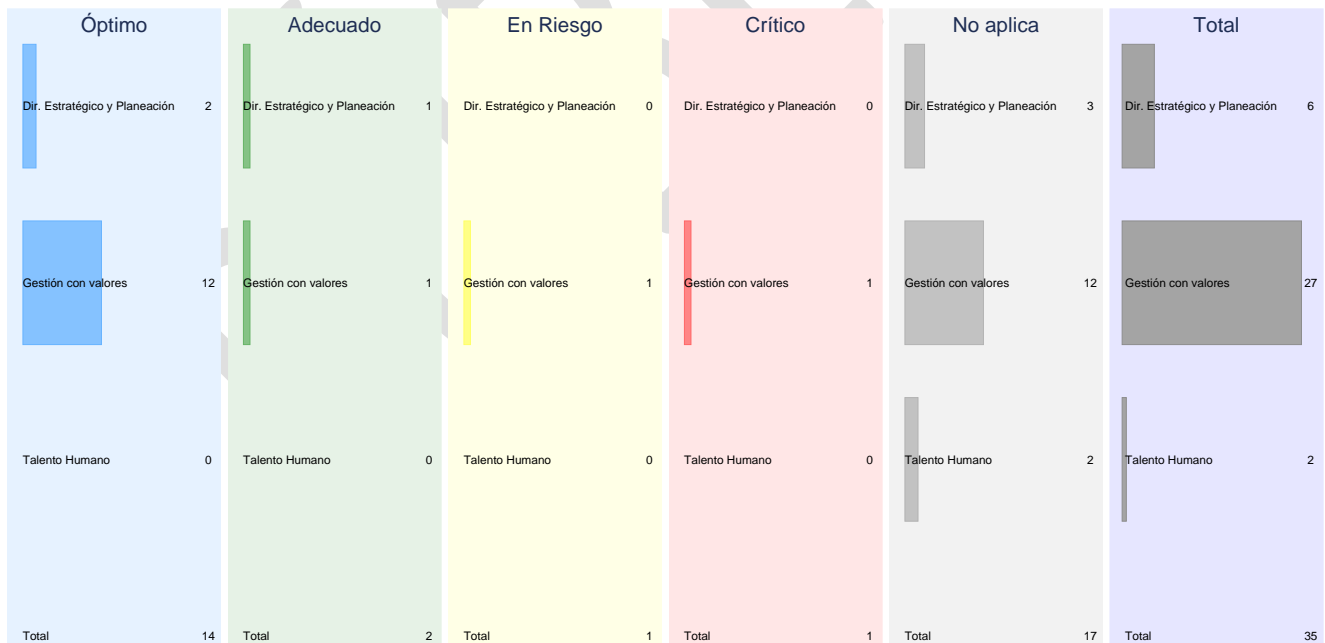 Óptimo Adecuado En Riesgo Crítico No aplica Total
Dir. Estratégico y Planeación 2 Dir. Estratégico y Planeación 1 Dir. Estratégico y Planeación 0 Dir. Estratégico y Planeación 0 Dir. Estratégico y Planeación 3 Dir. Estratégico y Planeación 6
Gestión con valores 12 Gestión con valores 1 Gestión con valores 1 Gestión con valores 1 Gestión con valores 12 Gestión con valores 27
Talento Humano 0 Talento Humano 0 Talento Humano 0 Talento Humano 0 Talento Humano 2 Talento Humano 2
Total 14 Total 2 Total 1 Total 1 Total 17 Total 35